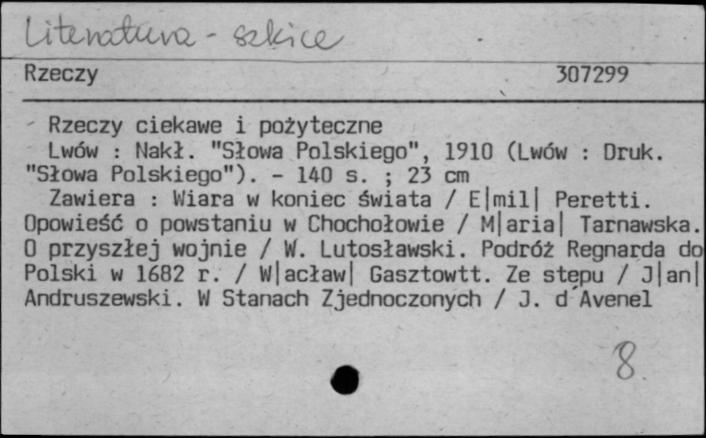 Literatura - szkice
Rzeczy 307299
Rzeczy ciekawe i pożyteczne
Lwów : Nakł. "Słowa Polskiego", 1910 (Lwów : Druk.
"Słowa Polskiego"). - 140 s. ; 23 cm
Zawiera : Wiara w koniec świata / E|mil| Peretti.
Opowieść o powstaniu w Chochołowie / M|aria| Tarnawska.
O przyszłej wojnie / W. Lutosławski. Podróż Regnarda do
Polski w 1682 r. / W|acław| Gasztowtt. Ze stepu / J|an|
Andruszewski. W Stanach Zjednoczonych / J. d´Avenel
8